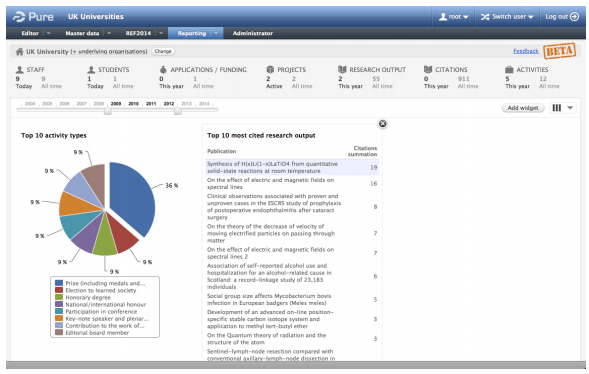 Pure UK Universities root Switch user Log out
Editor Master data REF2014 Reporting Administrator
UK University (+ underlying organisations) Change Feedback BETA
STAFF STUDENTS APPLICATIONS / FUNDING PROJECTS RESEARCH OUTPUT CITATIONS ACTIVITIES
9 9 1 1 0 1 2 2 2 55 0 911 5 12
Today All time Today All time This year All time Active All time This year All time This year All time This year All time
2004 2005 2006 2007 2008 2009 2010 2011 2012 2013 2014
Add widget
Top 10 activity types
9 %
9 %
36 %
9 %
9 %
9 %
9 %
9 %
Prize (including medals and...
Election to learned society
Honorary degree
National/international honour
Participation in conference
Key-note speaker and plenar...
Contribution to the work of...
Editorial board member
Top 10 most cited research output
Publication Citations
summation
Synthesis of H(x)Li(1-x)LaTiO4 from quantitative
solid-state reactions at room temperature 19
On the effect of electric and magnetic fields on
spectral lines 16
Clinical observations associated with proven and
unproven cases in the ESCRS study of prophylaxis
of postoperative endophthalmitis after cataract
surgery 8
On the theory of the decrease of velocity of
moving electrified particles on passing through
matter 7
On the effect of electric and magnetic fields on
spectral lines 2 7
Association of self-reported alcohol use and
hospitalization for an alcohol-related cause in
Scotland: a record-linkage study of 23,183
individuals 6
Social group size affects Mycobacterium bovis
infection in European badgers (Meles meles) 5
Development of an advanced on-line position-
specific stable carbon isotope system and
application to methyl tert-butyl ether 3
On the Quantum theory of radiation and the
structure of the atom 3
Sentinel-lymph-node resection compared with
conventional axillary-lymph-node dissection in